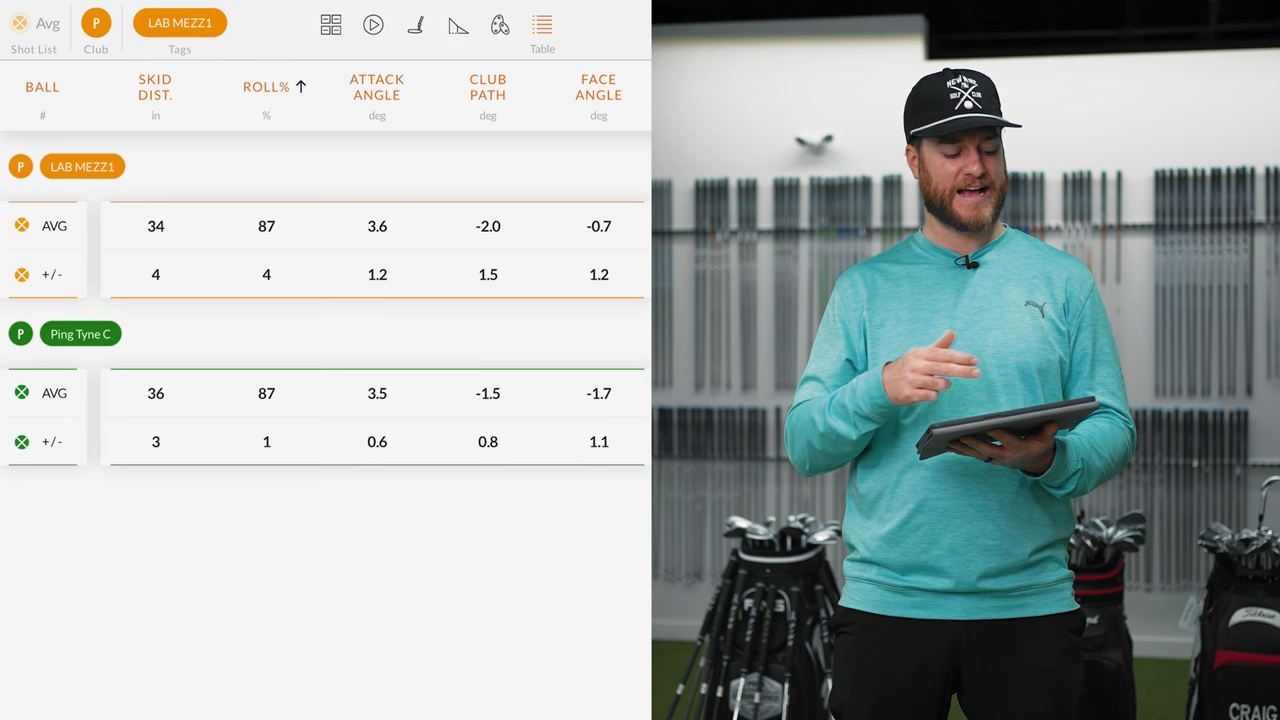 Avg
P
LAB MEZZ1
Shot List
Club
Tags
Table
BALL
SKID DIST.
ROLL%
ATTACK ANGLE
CLUB PATH
FACE ANGLE
#
in
%
deg
deg
deg
P
LAB MEZZ1
AVG
34
87
3.6
-2.0
-0.7
+/-
4
4
1.2
1.5
1.2
P
Ping Tyne C
AVG
36
87
3.5
-1.5
-1.7
+/-
3
1
0.6
0.8
1.1
GOLF CLUB
PING
Titleist
CRAIG